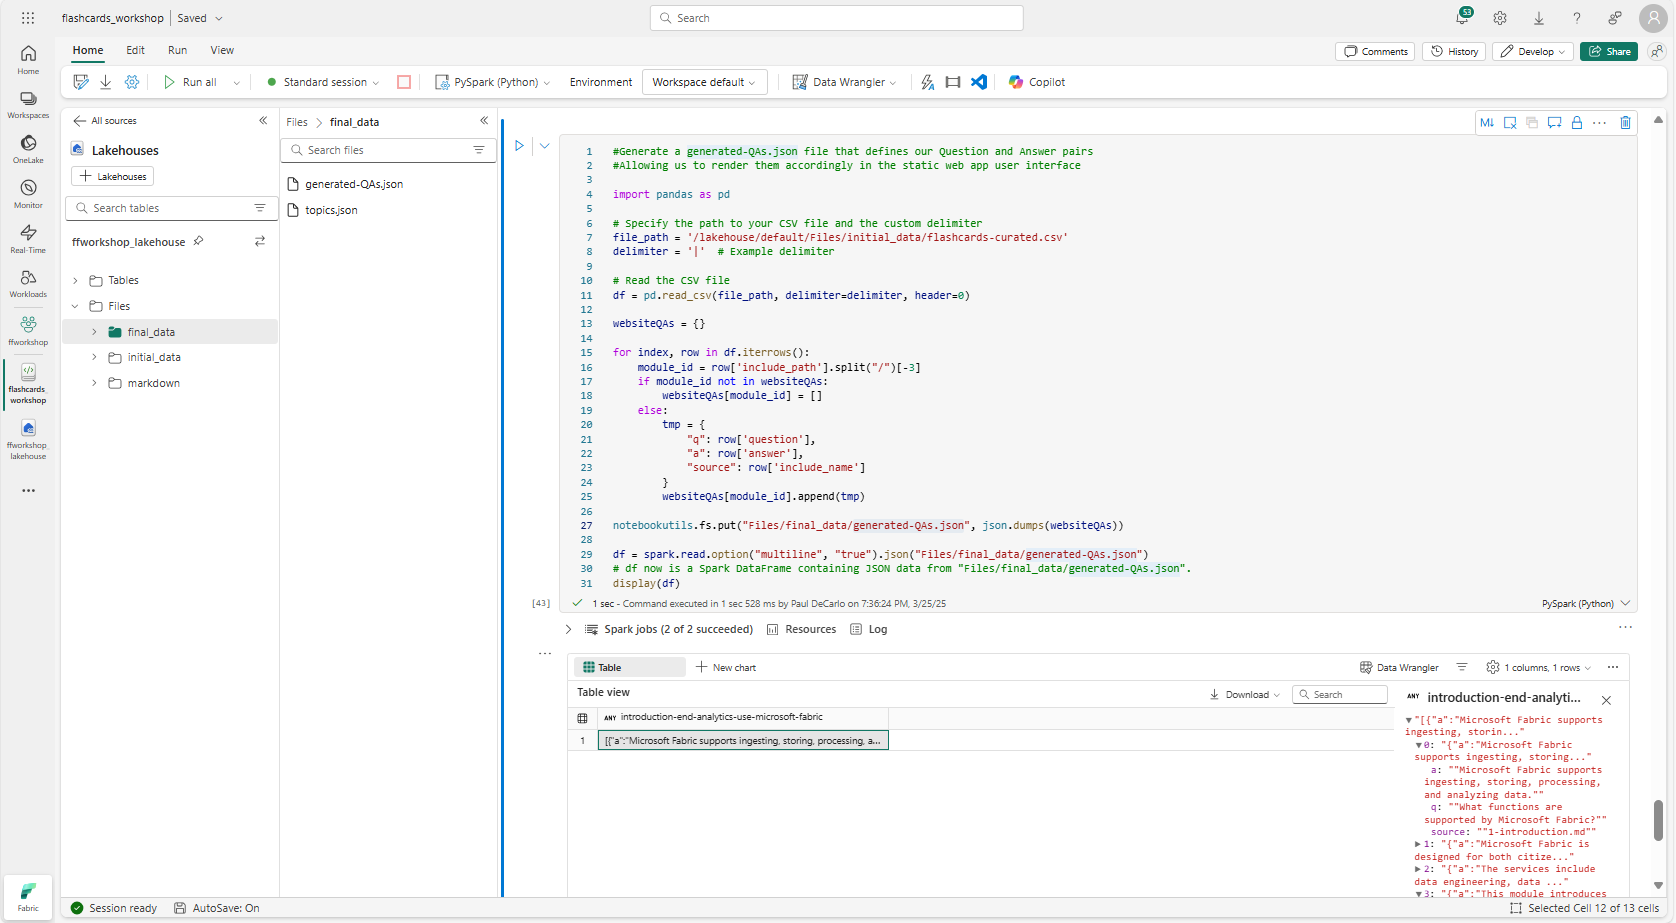 flashcards_workshop | Saved
Search
53
Home
Edit
Run
View
Comments
History
Develop
Share
Run all
Standard session
PySpark (Python)
Environment
Workspace default
Data Wrangler
Copilot
Home
Workspaces
OneLake
Monitor
Real-Time
Workloads
ffworkshop
flashcards_
workshop
ffworkshop_
lakehouse
Fabric
All sources
Lakehouses
Lakehouses
Search tables
ffworkshop_lakehouse
Tables
Files
final_data
initial_data
markdown
Files > final_data
Search files
generated-QAs.json
topics.json
M↓
1 #Generate a generated-QAs.json file that defines our Question and Answer pairs
2 #Allowing us to render them accordingly in the static web app user interface
3
4 import pandas as pd
5
6 # Specify the path to your CSV file and the custom delimiter
7 file_path = '/lakehouse/default/Files/initial_data/flashcards-curated.csv'
8 delimiter = '|'  # Example delimiter
9
10 # Read the CSV file
11 df = pd.read_csv(file_path, delimiter=delimiter, header=0)
12
13 websiteQAs = {}
14
15 for index, row in df.iterrows():
16     module_id = row['include_path'].split("/")[-3]
17     if module_id not in websiteQAs:
18         websiteQAs[module_id] = []
19     else:
20         tmp = {
21             "q": row['question'],
22             "a": row['answer'],
23             "source": row['include_name']
24         }
25         websiteQAs[module_id].append(tmp)
26
27 notebookutils.fs.put("Files/final_data/generated-QAs.json", json.dumps(websiteQAs))
28
29 df = spark.read.option("multiline", "true").json("Files/final_data/generated-QAs.json")
30 # df now is a Spark DataFrame containing JSON data from "Files/final_data/generated-QAs.json".
31 display(df)
[43]
1 sec - Command executed in 1 sec 528 ms by Paul DeCarlo on 7:36:24 PM, 3/25/25
PySpark (Python)
Spark jobs (2 of 2 succeeded)
Resources
Log
Table
New chart
Data Wrangler
1 columns, 1 rows
Table view
Download
Search
ANY introduction-end-analytics-use-microsoft-fabric
1 [{"a":"Microsoft Fabric supports ingesting, storing, processing, a...
ANY introduction-end-analyti...
"[{"a":"Microsoft Fabric supports
ingesting, storin..."
0: "{"a":"Microsoft Fabric
supports ingesting, storing..."
a: ""Microsoft Fabric supports
ingesting, storing, processing,
and analyzing data.""
q: ""What functions are
supported by Microsoft Fabric?""
source: ""1-introduction.md""
1: "{"a":"Microsoft Fabric is
designed for both citize..."
2: "{"a":"The services include
data engineering, data ..."
3: "{"a":"This module introduces
Session ready
AutoSave: On
Selected Cell 12 of 13 cells